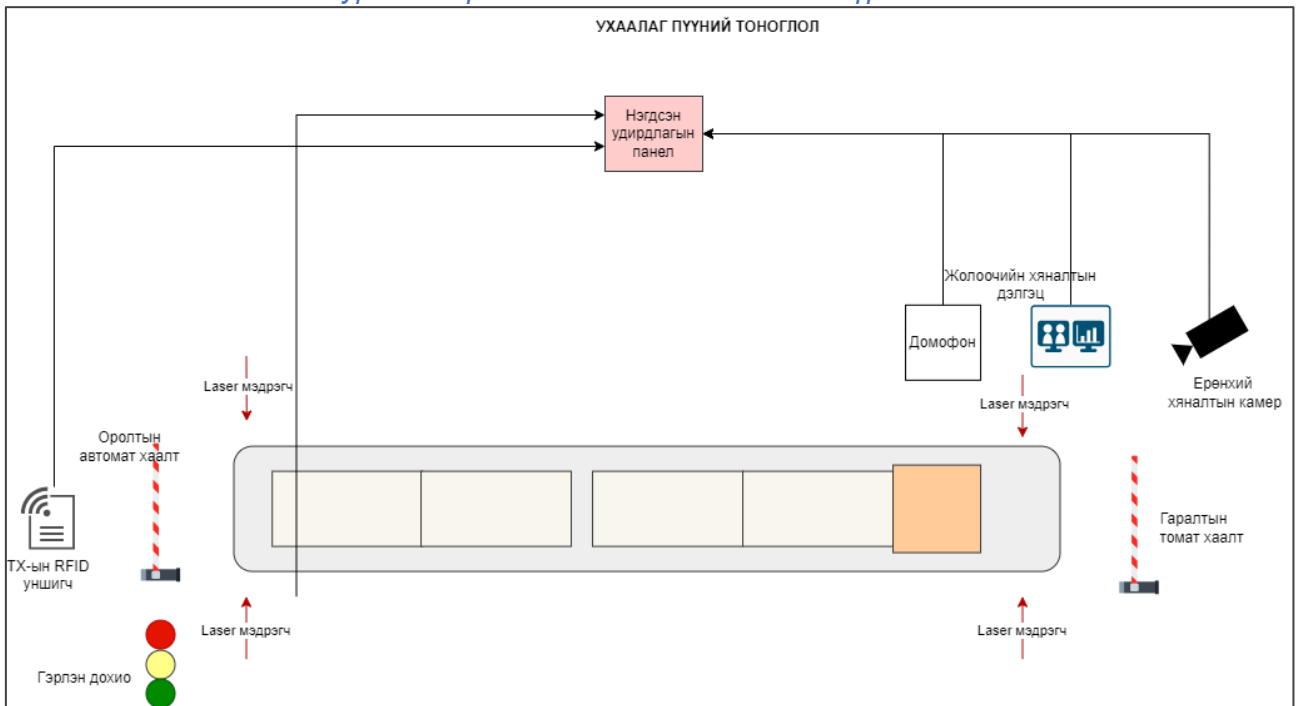 УХААЛАГ ПҮҮНИЙ ТОНОГЛОЛ
Нэгдсэн
удирдлагын
панел
Жолоочийн хяналтын
дэлгэц
Домофон
Ерөнхий
хяналтын камер
Laser мэдрэгч
Laser мэдрэгч
Оролтын
автомат хаалт
Гаралтын
томат хаалт
ТХ-ын RFID
уншигч
Laser мэдрэгч
Laser мэдрэгч
Гэрлэн дохио